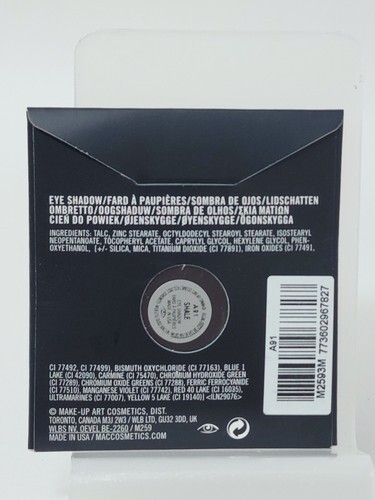 EYE SHADOW/FARD À PAUPIÈRES/SOMBRA DE OJOS/LIDSCHATTEN
OMBRETTO/OOGSHADUW/SOMBRA DE OLHOS/ΣΚΙΑ ΜΑΤΙΩΝ
CIEŃ DO POWIEK/ØJENSKYGGE/ØYENSKYGGE/ÖGONSKYGGA
INGREDIENTS: TALC, ZINC STEARATE, OCTYLDODECYL STEAROYL STEARATE, ISOSTEARYL
NEOPENTANOATE, TOCOPHERYL ACETATE, CAPRYLYL GLYCOL, HEXYLENE GLYCOL, PHEN-
OXYETHANOL, [+/- SILICA, MICA, TITANIUM DIOXIDE (CI 77891), IRON OXIDES (CI 77491,
A91
SHALE
CI 77492, CI 77499), BISMUTH OXYCHLORIDE (CI 77163), BLUE 1
LAKE (CI 42090), CARMINE (CI 75470), CHROMIUM HYDROXIDE GREEN
(CI 77289), CHROMIUM OXIDE GREENS (CI 77288), FERRIC FERROCYANIDE
(CI 77510), MANGANESE VIOLET (CI 77742), RED 40 LAKE (CI 16035),
ULTRAMARINES (CI 77007), YELLOW 5 LAKE (CI 19140)] <ILN29076>
© MAKE-UP ART COSMETICS, DIST.
TORONTO, CANADA M3J 2W3 / WLB LTD, GU32 3DD, UK
WLBS NV. OEVEL BE-2260 / M259
MADE IN USA / MACCOSMETICS.COM
A91
M2593M 773602967827